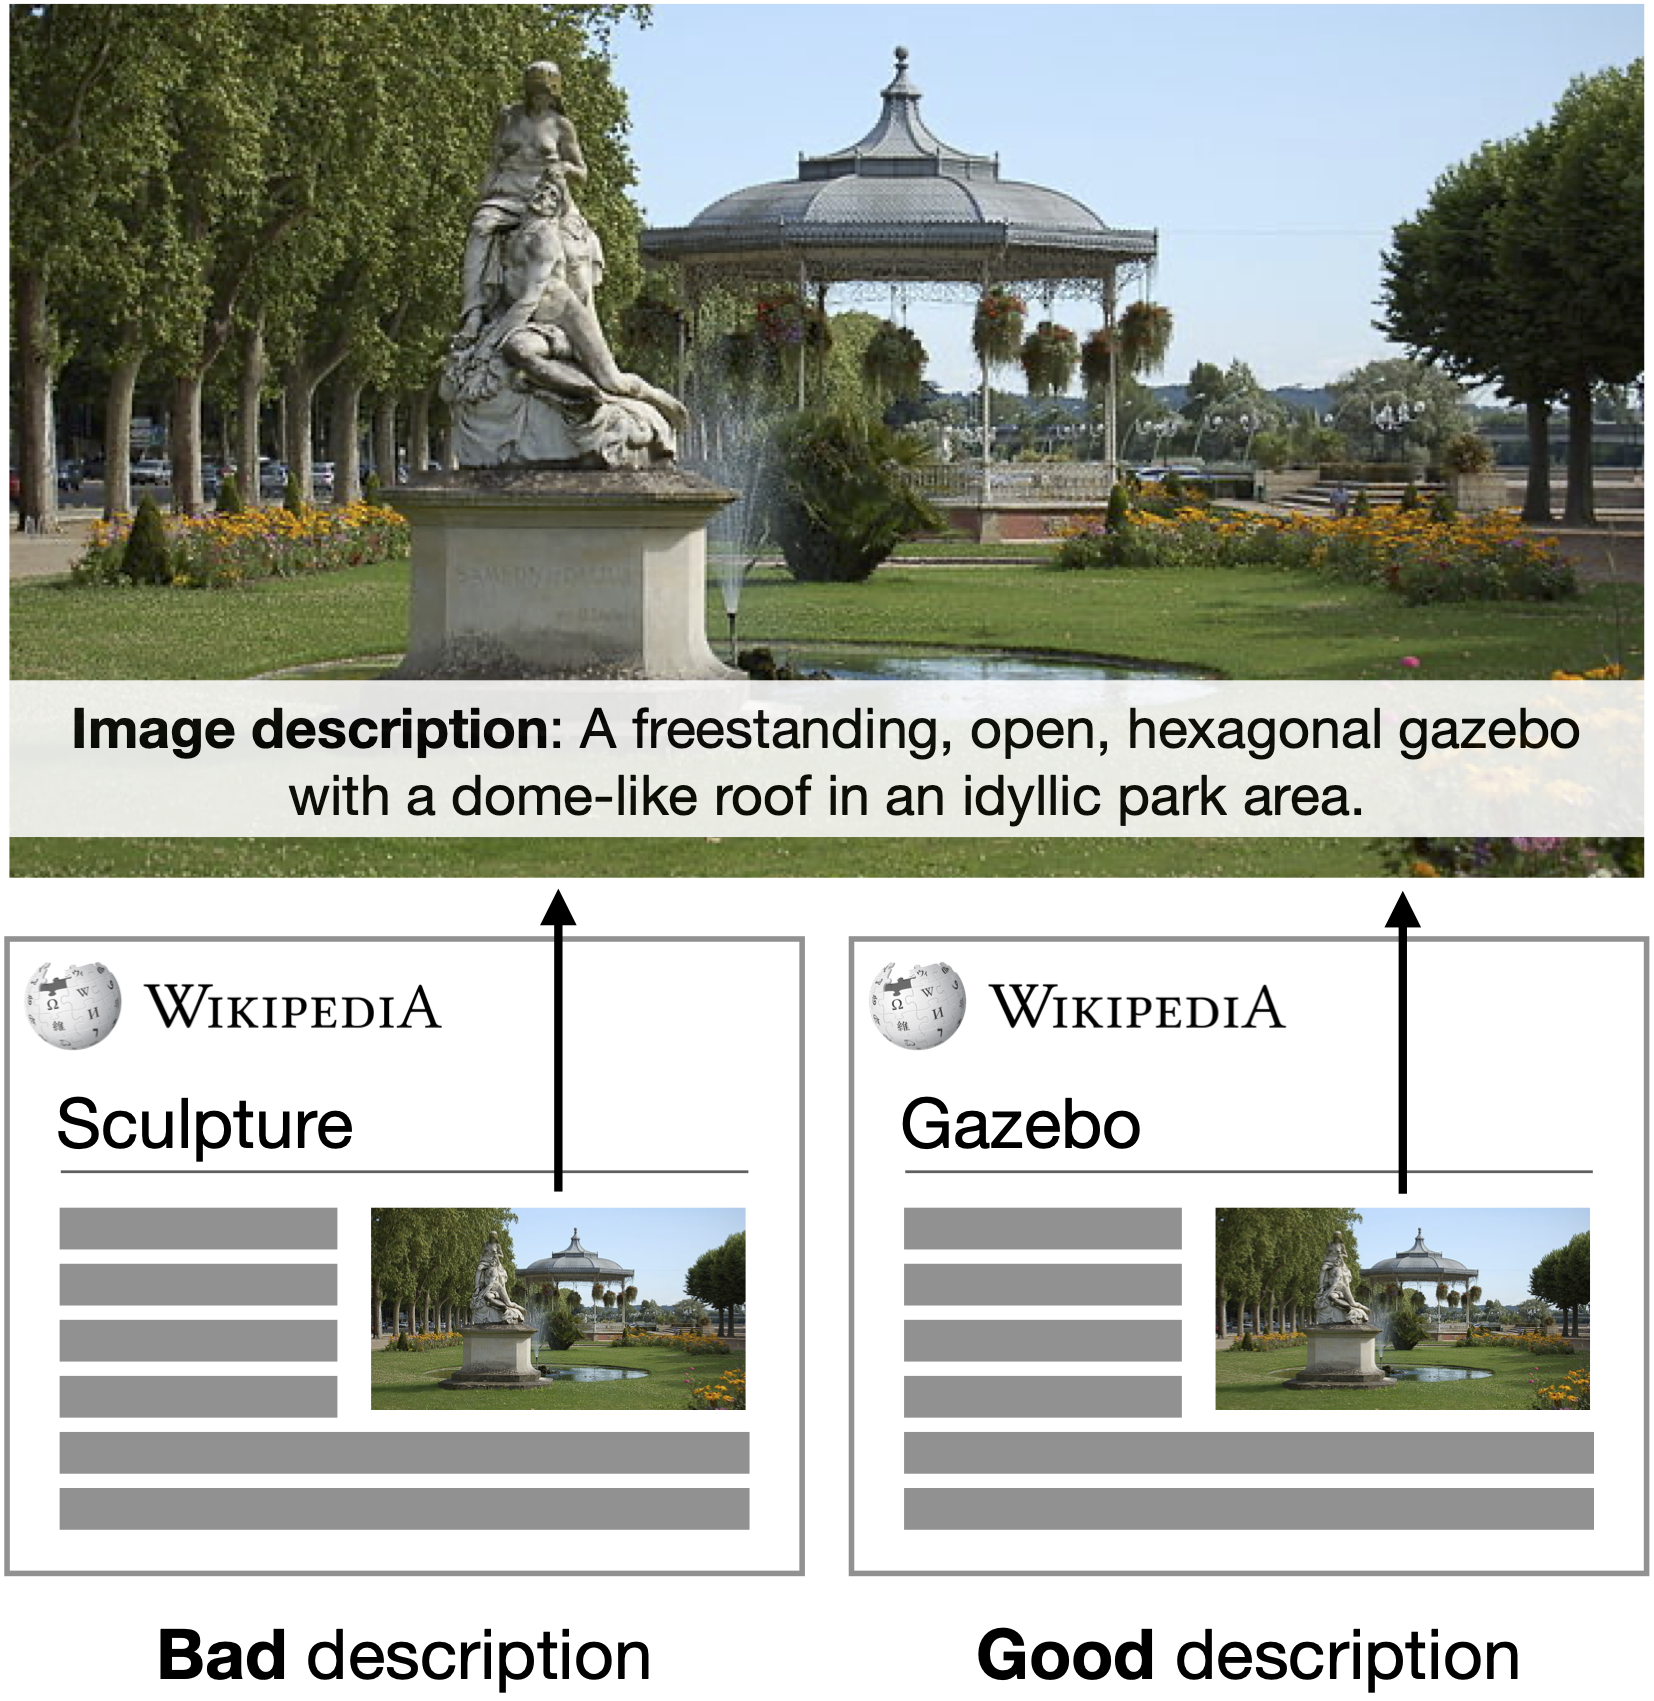 SAMSON
Image description: A freestanding, open, hexagonal gazebo
with a dome-like roof in an idyllic park area.
WIKIPEDIA
Sculpture
WIKIPEDIA
Gazebo
Bad description
Good description